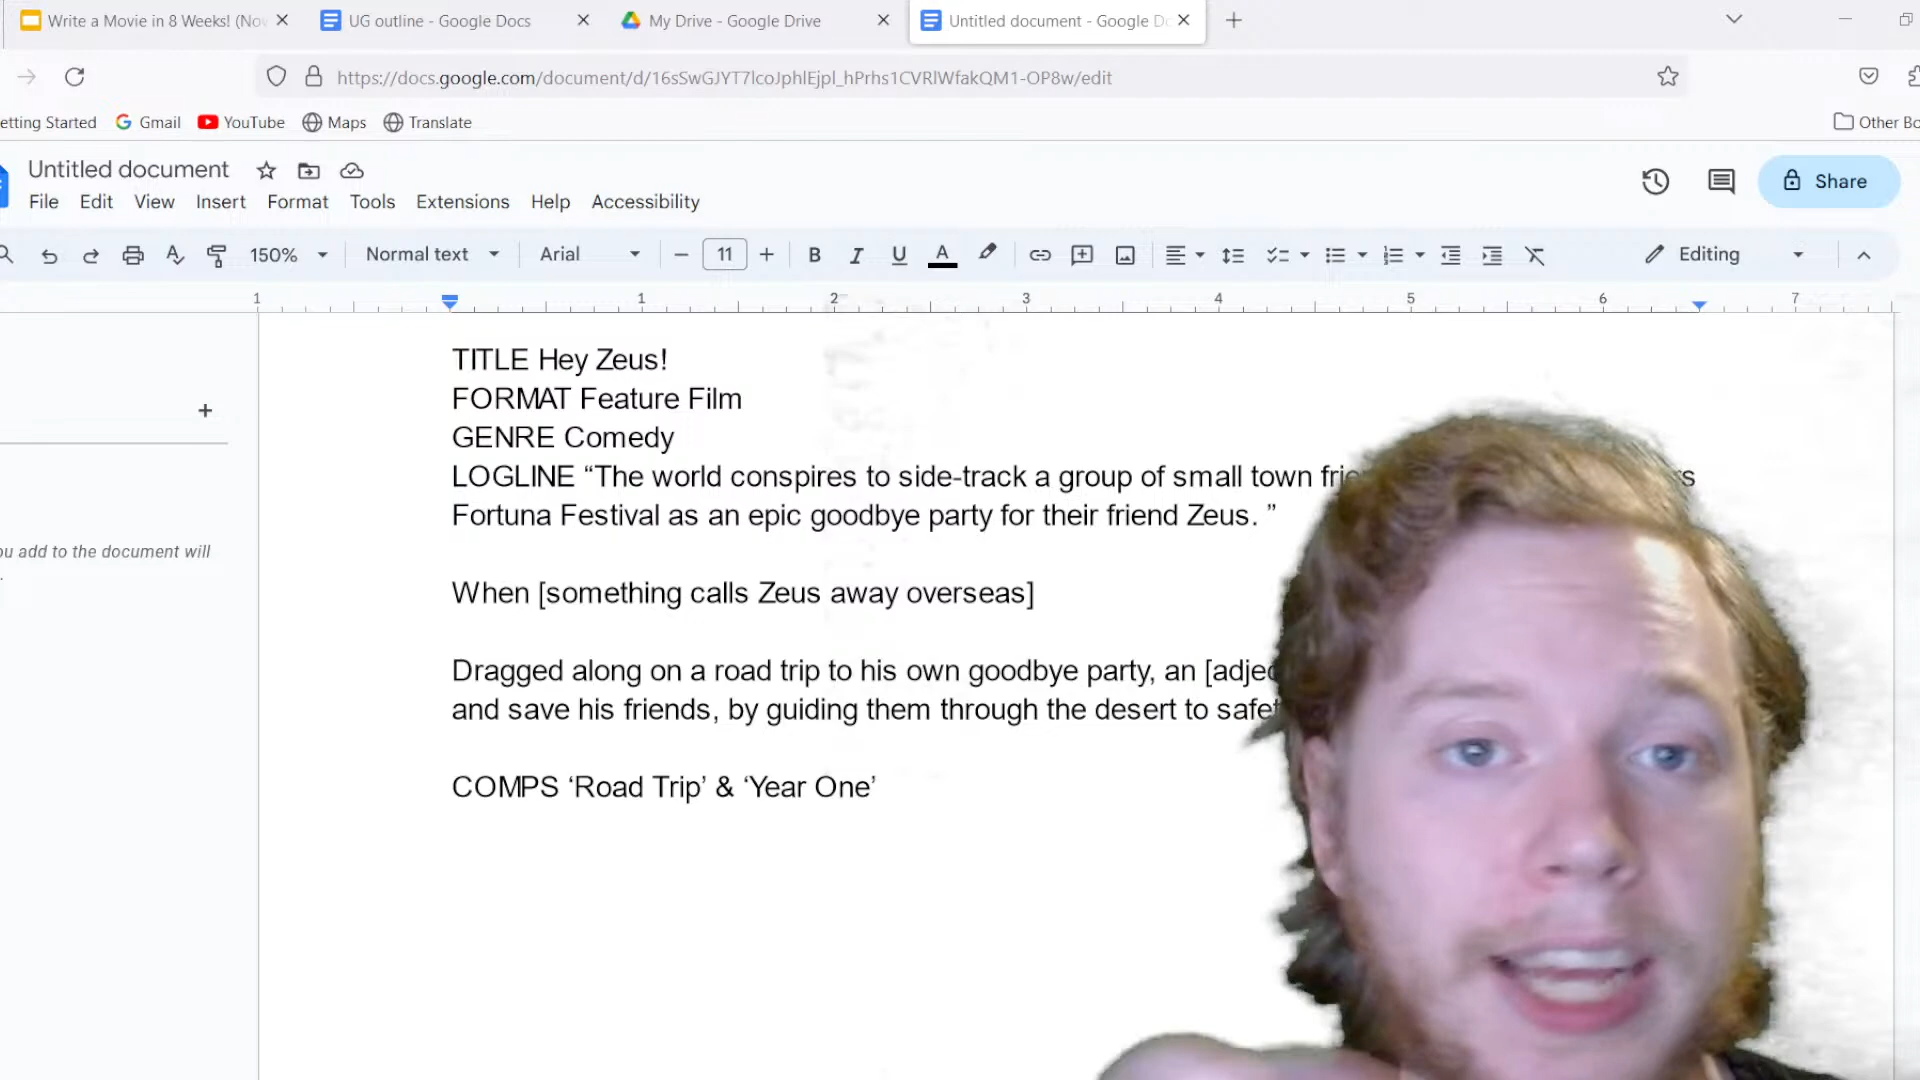 Write a Movie in 8 Weeks! (Nov
UG outline - Google Docs
My Drive - Google Drive
Untitled document - Google Do
https://docs.google.com/document/d/16sSwGJYT7lcoJphlEjpl_hPrhs1CVRlWfakQM1-OP8w/edit
etting Started Gmail YouTube Maps Translate Other Bo
Untitled document
Share
File Edit View Insert Format Tools Extensions Help Accessibility
150% Normal text Arial 11 B I U A Editing
1 1 2 3 4 5 6 7
TITLE Hey Zeus!
FORMAT Feature Film
GENRE Comedy
LOGLINE “The world conspires to side-track a group of small town
Fortuna Festival as an epic goodbye party for their friend Zeus. ”
ou add to the document will
When [something calls Zeus away overseas]
Dragged along on a road trip to his own goodbye party, an
and save his friends, by guiding them through the desert to
COMPS ‘Road Trip’ & ‘Year One’